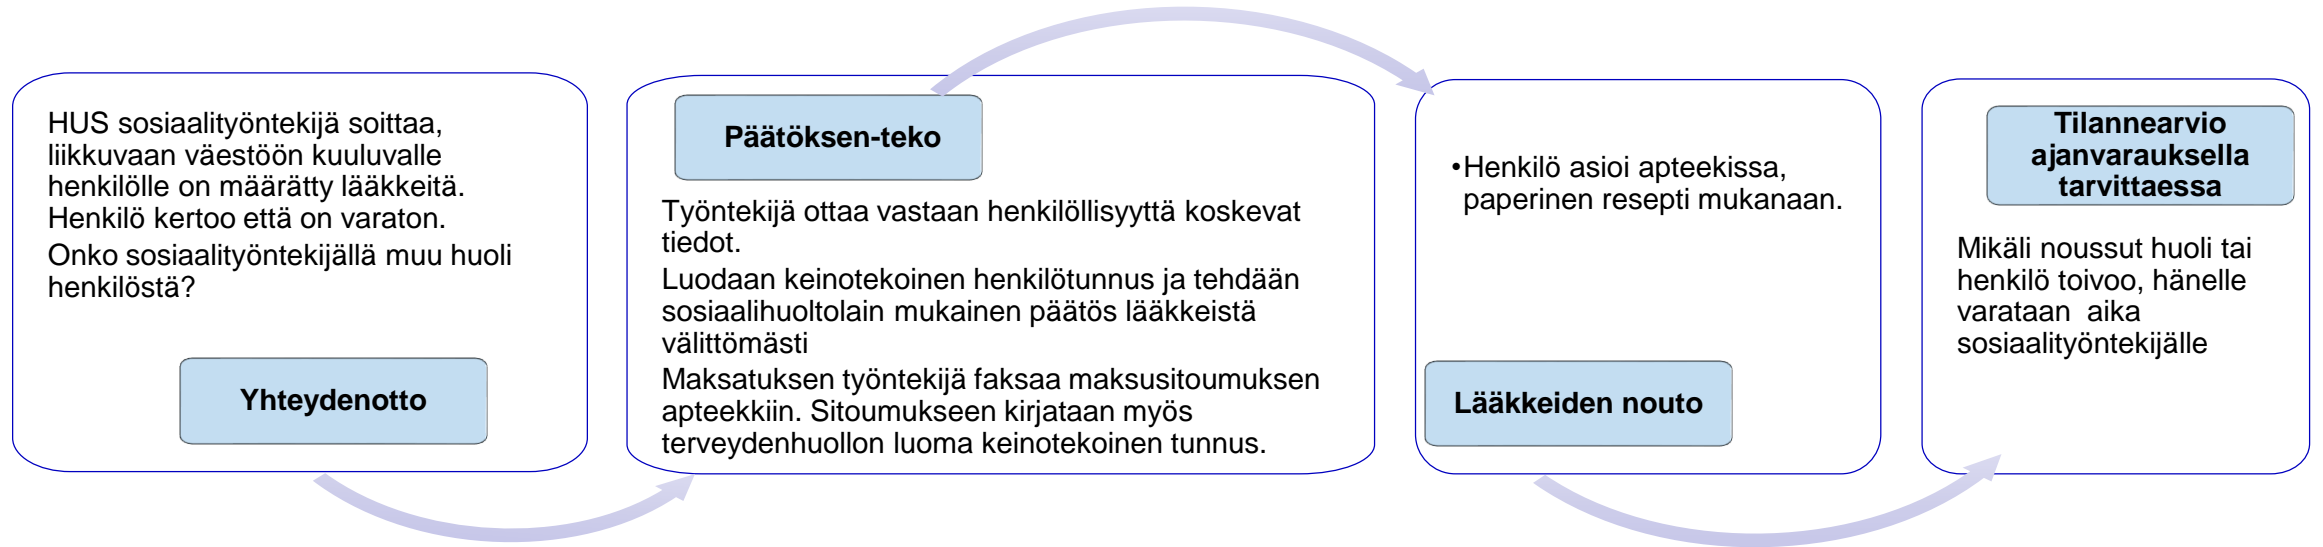 HUS sosiaalityöntekijä soittaa,
liikkuvaan väestöön kuuluvalle
henkilölle on määrätty lääkkeitä.
Henkilö kertoo että on varaton.
Onko sosiaalityöntekijällä muu huoli
henkilöstä?
Yhteydenotto
Päätöksen-teko
Työntekijä ottaa vastaan henkilöllisyyttä koskevat
tiedot.
Luodaan keinotekoinen henkilötunnus ja tehdään
sosiaalihuoltolain mukainen päätös lääkkeistä
välittömästi
Maksatuksen työntekijä faksaa maksusitoumuksen
apteekkiin. Sitoumukseen kirjataan myös
terveydenhuollon luoma keinotekoinen tunnus.
•Henkilö asioi apteekissa,
paperinen resepti mukanaan.
Lääkkeiden nouto
Tilannearvio
ajanvarauksella
tarvittaessa
Mikäli noussut huoli tai
henkilö toivoo, hänelle
varataan aika
sosiaalityöntekijälle